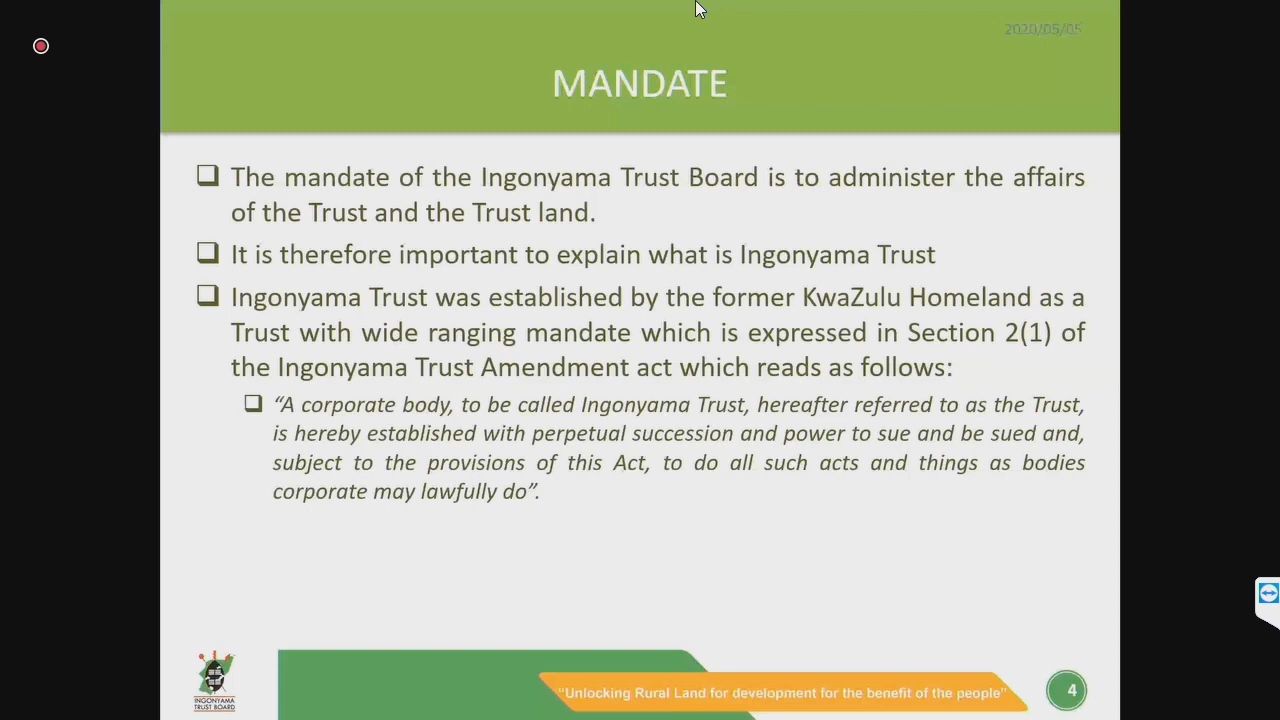 2020/05/05
MANDATE
The mandate of the Ingonyama Trust Board is to administer the affairs
of the Trust and the Trust land.
It is therefore important to explain what is Ingonyama Trust
Ingonyama Trust was established by the former KwaZulu Homeland as a
Trust with wide ranging mandate which is expressed in Section 2(1) of
the Ingonyama Trust Amendment act which reads as follows:
“A corporate body, to be called Ingonyama Trust, hereafter referred to as the Trust,
is hereby established with perpetual succession and power to sue and be sued and,
subject to the provisions of this Act, to do all such acts and things as bodies
corporate may lawfully do”.
INGONYAMA
TRUST BOARD
“Unlocking Rural Land for development for the benefit of the people”
4